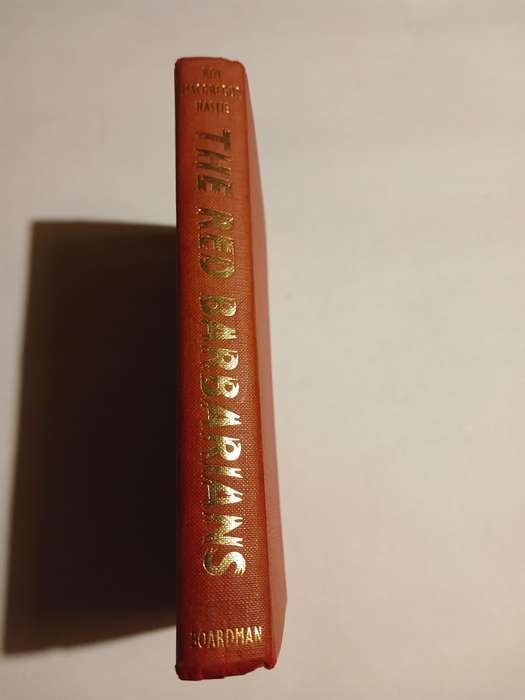 ROY
MACGREGOR-
HASTIE
THE RED BARBARIANS
BOARDMAN